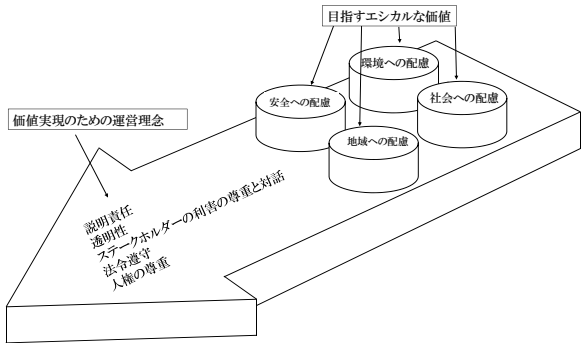 目指すエシカルな価値
環境への配慮
安全への配慮
社会への配慮
地域への配慮
価値実現のための運営理念
説明責任
透明性
ステークホルダーの利害の尊重と対話
法令遵守
人権の尊重